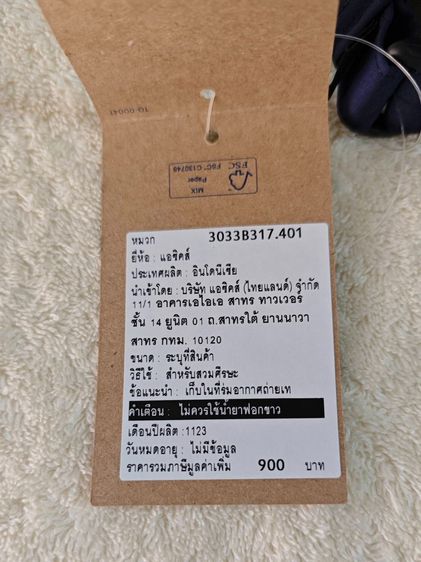 10-00041
FSC
FSC® C130749
MIX
Paper
หมวก 3033B317.401
ยี่ห้อ : แอซิคส์
ประเทศผลิต : อินโดนีเซีย
นำเข้าโดย : บริษัท แอซิคส์ (ไทยแลนด์) จำกัด
11/1 อาคารเอไอเอ สาทร ทาวเวอร์
ชั้น 14 ยูนิต 01 ถ.สาทรใต้ ยานนาวา
สาทร กทม. 10120
ขนาด : ระบุที่สินค้า
วิธีใช้ : สำหรับสวมศีรษะ
ข้อแนะนำ : เก็บในที่ร่มอากาศถ่ายเท
คำเตือน : ไม่ควรใช้น้ำยาฟอกขาว
เดือนปีผลิต :1123
วันหมดอายุ : ไม่มีข้อมูล
ราคารวมภาษีมูลค่าเพิ่ม 900 บาท